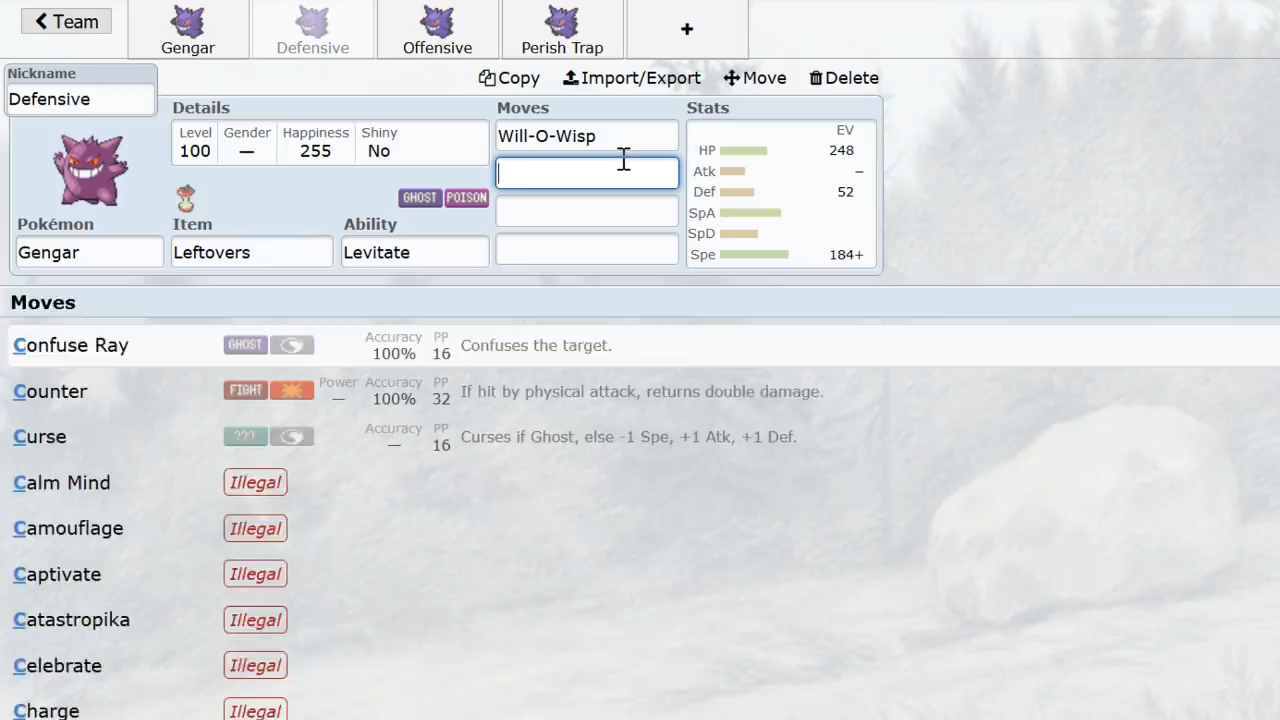 Team
Gengar
Defensive
Offensive
Perish Trap
+
Nickname
Defensive
Copy
Import/Export
Move
Delete
Details
Level
100
Gender
—
Happiness
255
Shiny
No
GHOST POISON
Pokémon
Gengar
Item
Leftovers
Ability
Levitate
Moves
Will-O-Wisp
Stats
EV
HP 248
Atk –
Def 52
SpA
SpD
Spe 184+
Moves
Confuse Ray GHOST Accuracy 100% PP 16 Confuses the target.
Counter FIGHT Power — Accuracy 100% PP 32 If hit by physical attack, returns double damage.
Curse ??? Accuracy — PP 16 Curses if Ghost, else -1 Spe, +1 Atk, +1 Def.
Calm Mind Illegal
Camouflage Illegal
Captivate Illegal
Catastropika Illegal
Celebrate Illegal
Charge Illegal